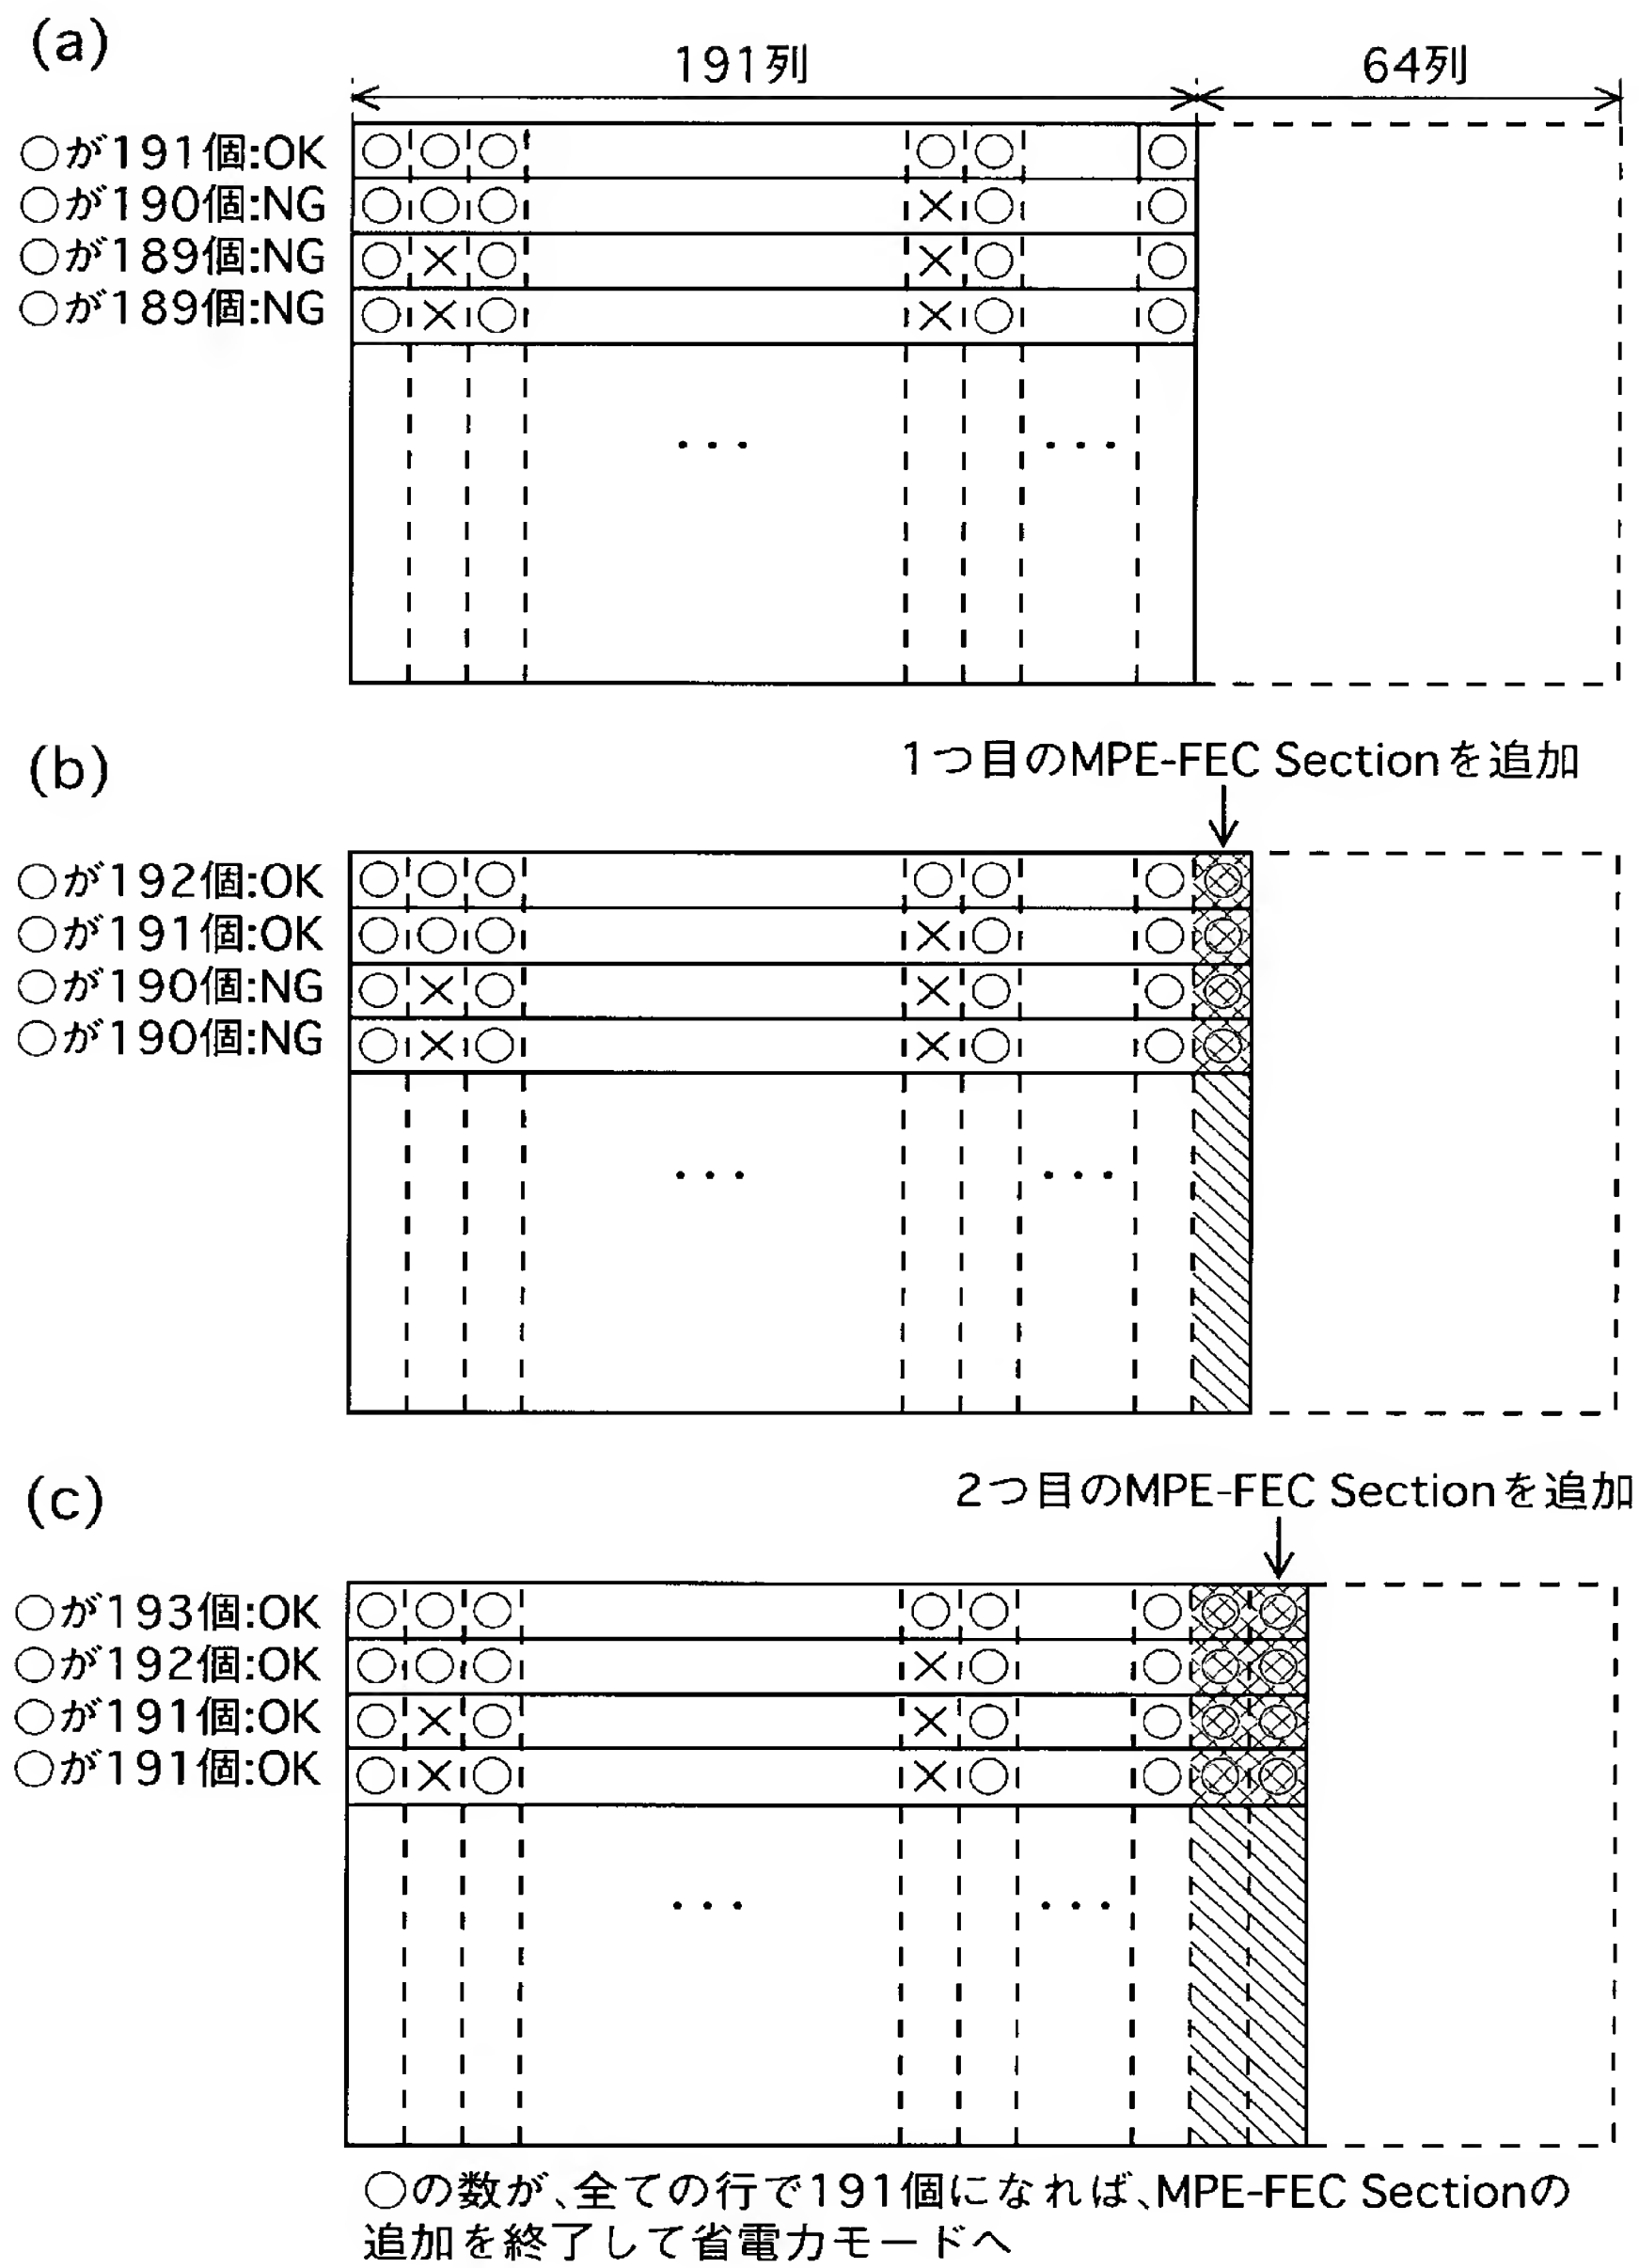 (a)
191列 64列
○が191個:OK
○が190個:NG
○が189個:NG
○が189個:NG
(b)
1つ目のMPE-FEC Sectionを追加
○が192個:OK
○が191個:OK
○が190個:NG
○が190個:NG
(c)
2つ目のMPE-FEC Sectionを追加
○が193個:OK
○が192個:OK
○が191個:OK
○が191個:OK
○の数が、全ての行で191個になれば、MPE-FEC Sectionの
追加を終了して省電力モードへ